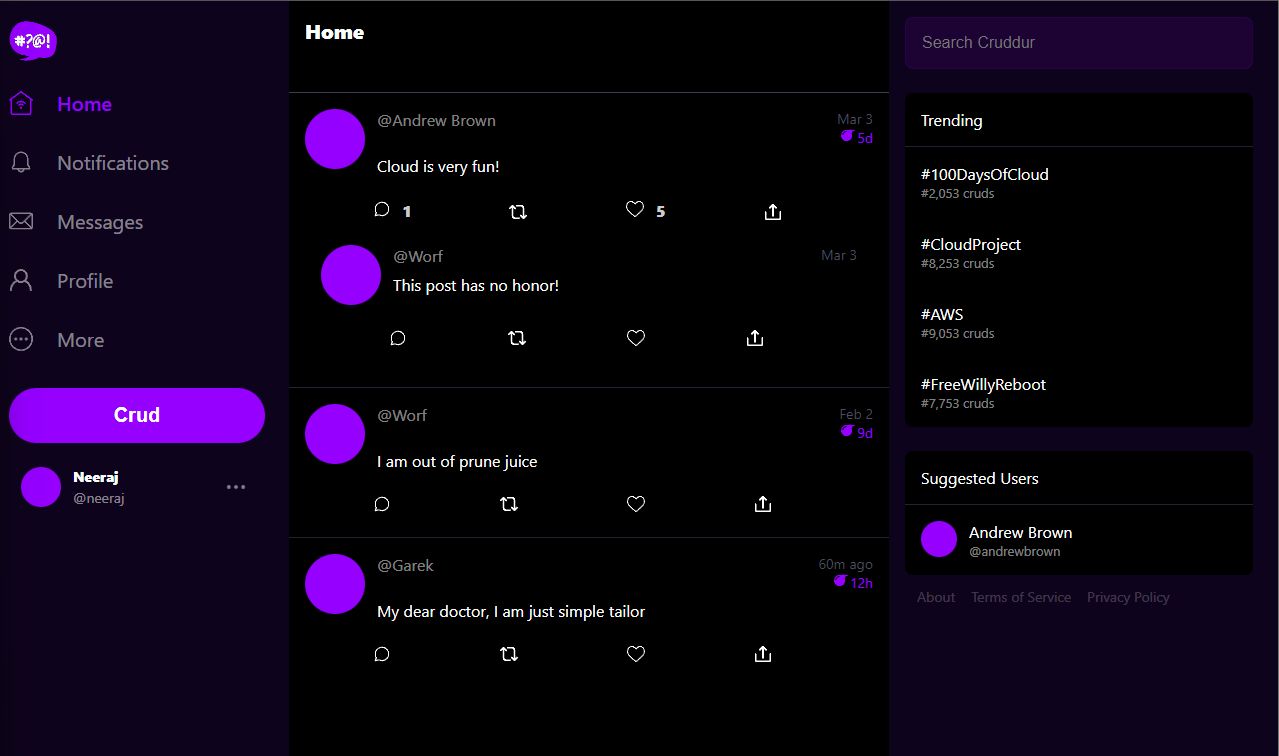 #?@!
Home
Notifications
Messages
Profile
More
Crud
Neeraj
@neeraj
Home
@Andrew Brown
Mar 3
5d
Cloud is very fun!
1
5
@Worf
Mar 3
This post has no honor!
@Worf
Feb 2
9d
I am out of prune juice
@Garek
60m ago
12h
My dear doctor, I am just simple tailor
Search Cruddur
Trending
#100DaysOfCloud
#2,053 cruds
#CloudProject
#8,253 cruds
#AWS
#9,053 cruds
#FreeWillyReboot
#7,753 cruds
Suggested Users
Andrew Brown
@andrewbrown
About Terms of Service Privacy Policy